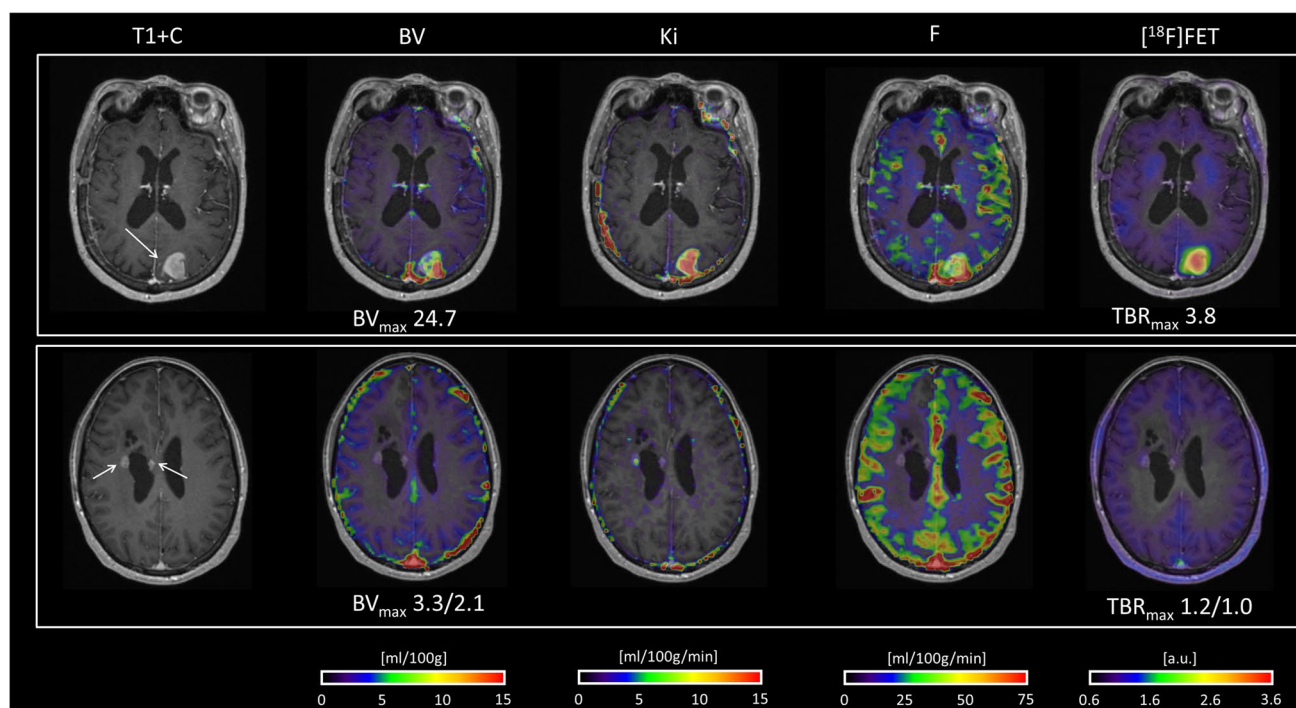 T1+C BV Ki F [¹⁸F]FET
BVmax 24.7 TBRmax 3.8
BVmax 3.3/2.1 TBRmax 1.2/1.0
[ml/100g] [ml/100g/min] [ml/100g/min] [a.u.]
0 5 10 15 0 5 10 15 0 25 50 75 0.6 1.6 2.6 3.6